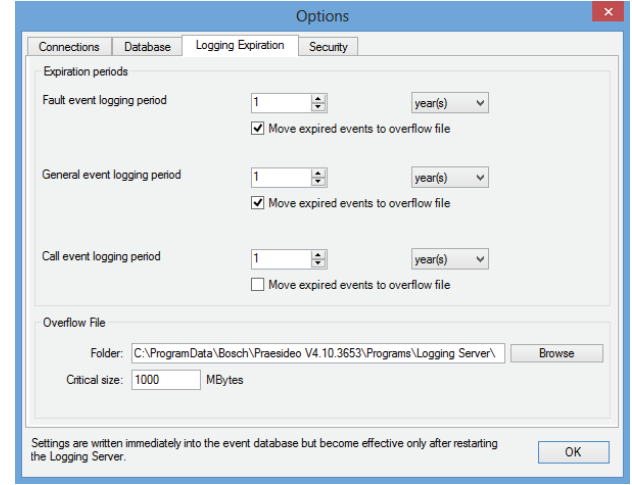 Options
Connections Database Logging Expiration Security
Expiration periods
Fault event logging period 1 year(s)
Move expired events to overflow file
General event logging period 1 year(s)
Move expired events to overflow file
Call event logging period 1 year(s)
Move expired events to overflow file
Overflow File
Folder: C:\ProgramData\Bosch\Praesideo V4.10.3653\Programs\Logging Server\ Browse
Critical size: 1000 MBytes
Settings are written immediately into the event database but become effective only after restarting
the Logging Server.
OK